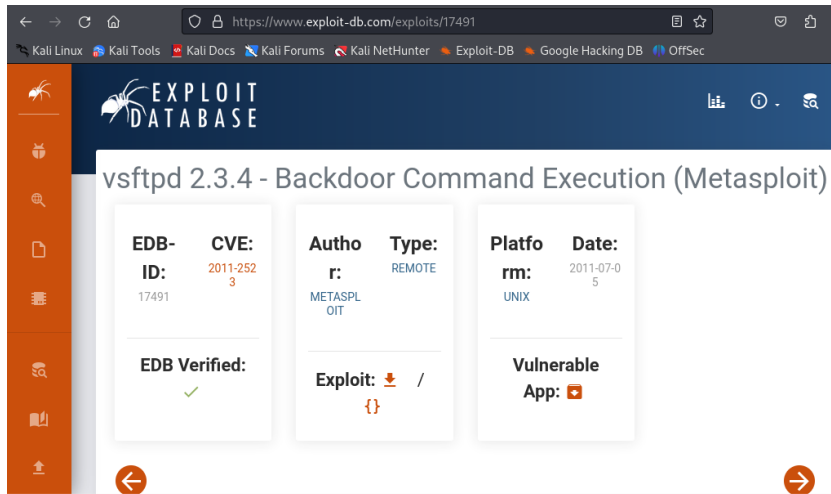 https://www.exploit-db.com/exploits/17491
Kali Linux Kali Tools Kali Docs Kali Forums Kali NetHunter Exploit-DB Google Hacking DB OffSec
EXPLOIT
DATABASE
vsftpd 2.3.4 - Backdoor Command Execution (Metasploit)
EDB-
ID:
17491
CVE:
2011-252
3
EDB Verified:
Autho
r:
METASPL
OIT
Type:
REMOTE
Exploit: /
{}
Platfo
rm:
UNIX
Date:
2011-07-0
5
Vulnerable
App: